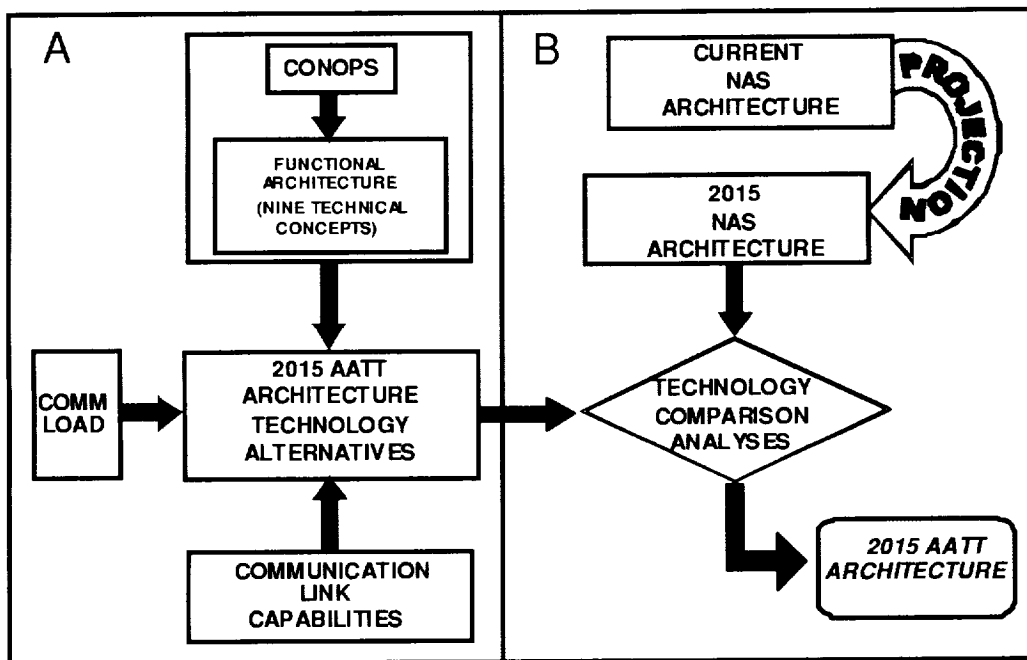 A
CONOPS
FUNCTIONAL
ARCHITECTURE
(NINE TECHNICAL
CONCEPTS)
COMM
LOAD
2015 AATT
ARCHITECTURE
TECHNOLOGY
ALTERNATIVES
COMMUNICATION
LINK
CAPABILITIES
B
CURRENT
NAS
ARCHITECTURE
PROJECTION
2015
NAS
ARCHITECTURE
TECHNOLOGY
COMPARISON
ANALYSES
2015 AATT
ARCHITECTURE